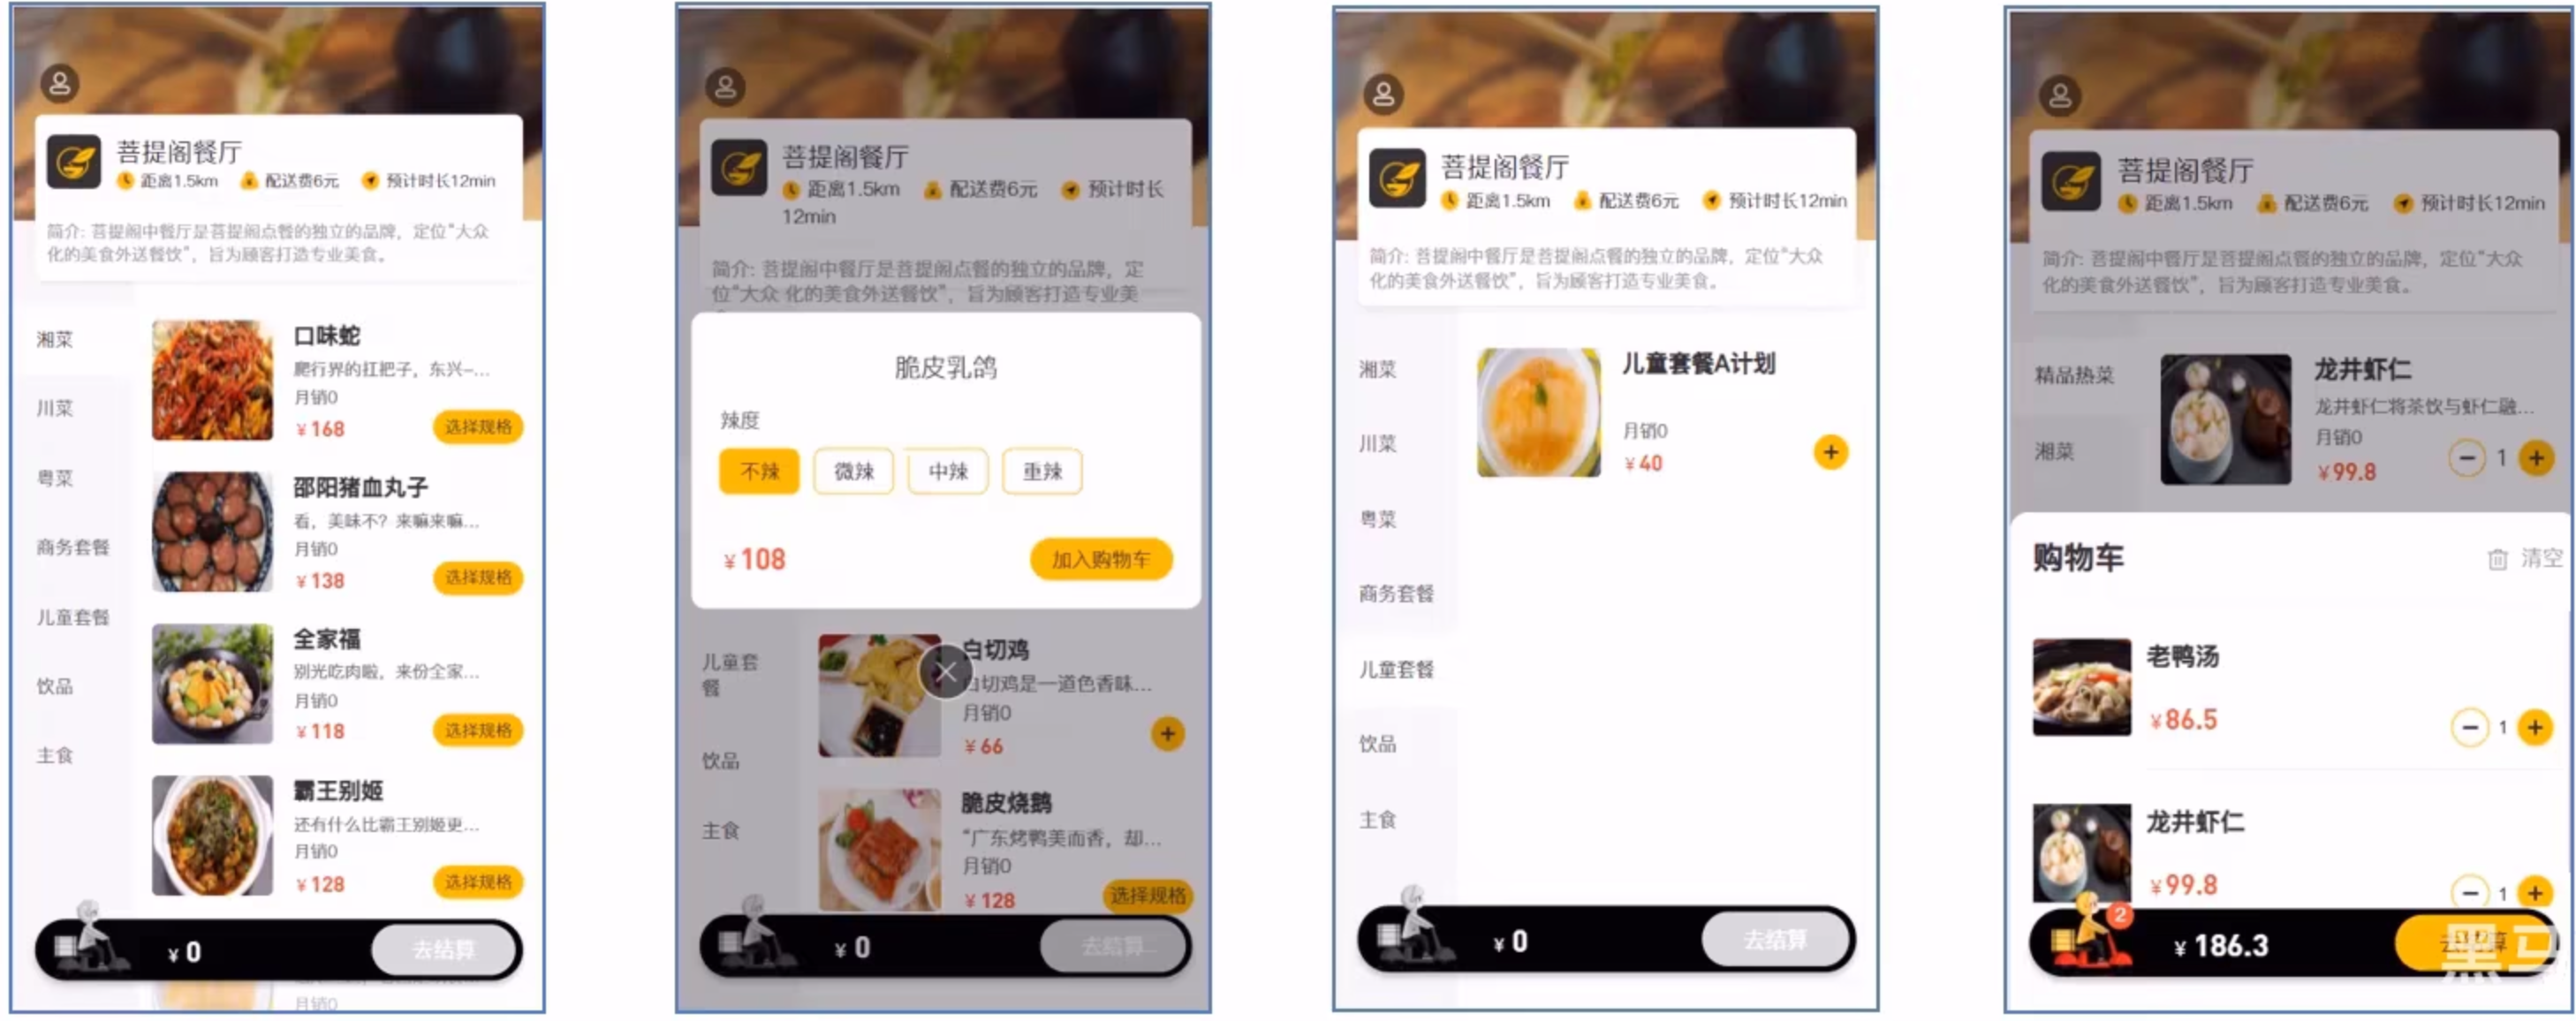 菩提阁餐厅
距离1.5km 配送费6元 预计时长12min
简介: 菩提阁中餐厅是菩提阁点餐的独立的品牌，定位“大众
化的美食外送餐饮”，旨为顾客打造专业美食。
湘菜
川菜
粤菜
商务套餐
儿童套餐
饮品
主食
口味蛇
爬行界的扛把子，东兴-...
月销0
¥168
选择规格
邵阳猪血丸子
看，美味不？来嘛来嘛...
月销0
¥138
选择规格
全家福
别光吃肉啦，来份全家...
月销0
¥118
选择规格
霸王别姬
还有什么比霸王别姬更...
月销0
¥128
选择规格
¥0
去结算
月销0
菩提阁餐厅
距离1.5km 配送费6元 预计时长
12min
简介: 菩提阁中餐厅是菩提阁点餐的独立的品牌，定
位“大众 化的美食外送餐饮”，旨为顾客打造专业美
脆皮乳鸽
辣度
不辣 微辣 中辣 重辣
¥108
加入购物车
儿童套
餐
饮品
主食
白切鸡
白切鸡是一道色香味...
月销0
¥66
脆皮烧鹅
“广东烤鸭美而香，却...
月销0
¥128
选择规格
¥0
去结算
菩提阁餐厅
距离1.5km 配送费6元 预计时长12min
简介: 菩提阁中餐厅是菩提阁点餐的独立的品牌，定位“大众
化的美食外送餐饮”，旨为顾客打造专业美食。
湘菜
川菜
粤菜
商务套餐
儿童套餐
饮品
主食
儿童套餐A计划
月销0
¥40
¥0
去结算
菩提阁餐厅
距离1.5km 配送费6元 预计时长12min
简介: 菩提阁中餐厅是菩提阁点餐的独立的品牌，定位“大众
化的美食外送餐饮”，旨为顾客打造专业美食。
精品热菜
湘菜
龙井虾仁
龙井虾仁将茶饮与虾仁融...
月销0
¥99.8
1
购物车
清空
老鸭汤
¥86.5
1
龙井虾仁
¥99.8
1
2
¥186.3
去结算
黑马